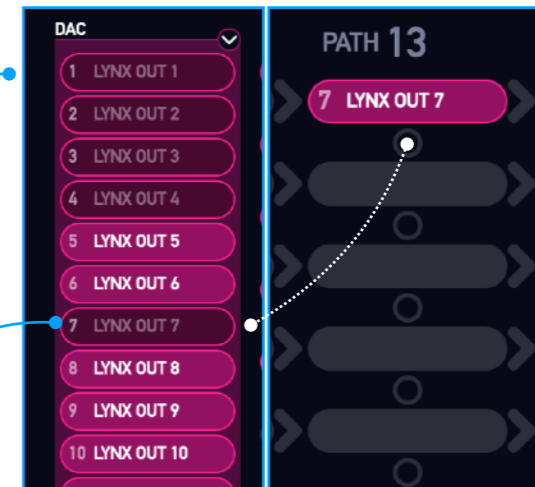 DAC
1 LYNX OUT 1
2 LYNX OUT 2
3 LYNX OUT 3
4 LYNX OUT 4
5 LYNX OUT 5
6 LYNX OUT 6
7 LYNX OUT 7
8 LYNX OUT 8
9 LYNX OUT 9
10 LYNX OUT 10
PATH 13
7 LYNX OUT 7